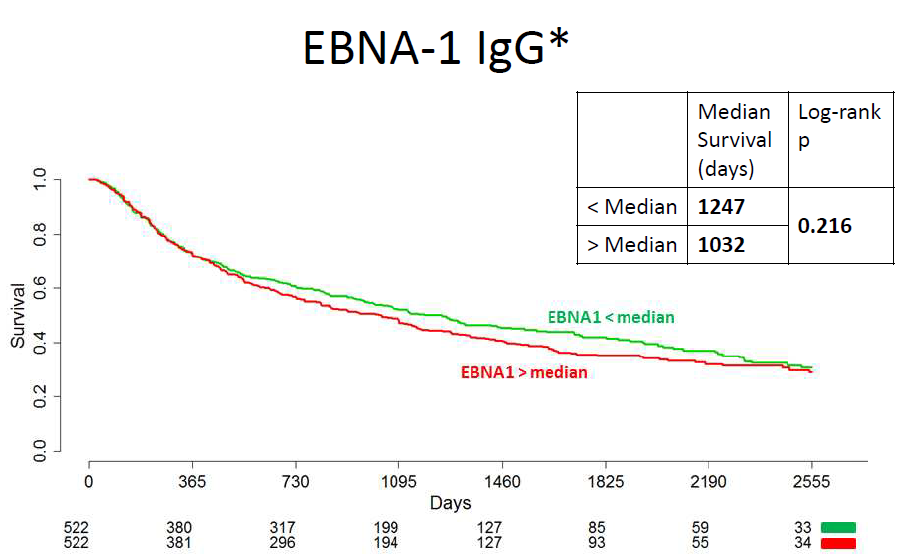 EBNA-1 IgG*
Median Survival (days)
Log-rank p
< Median
1247
0.216
> Median
1032
Survival
1.0
0.8
0.6
0.4
0.2
0.0
EBNA1 < median
EBNA1 > median
0 365 730 1095 1460 1825 2190 2555
Days
522 380 317 199 127 85 59 33
522 381 296 194 127 93 55 34